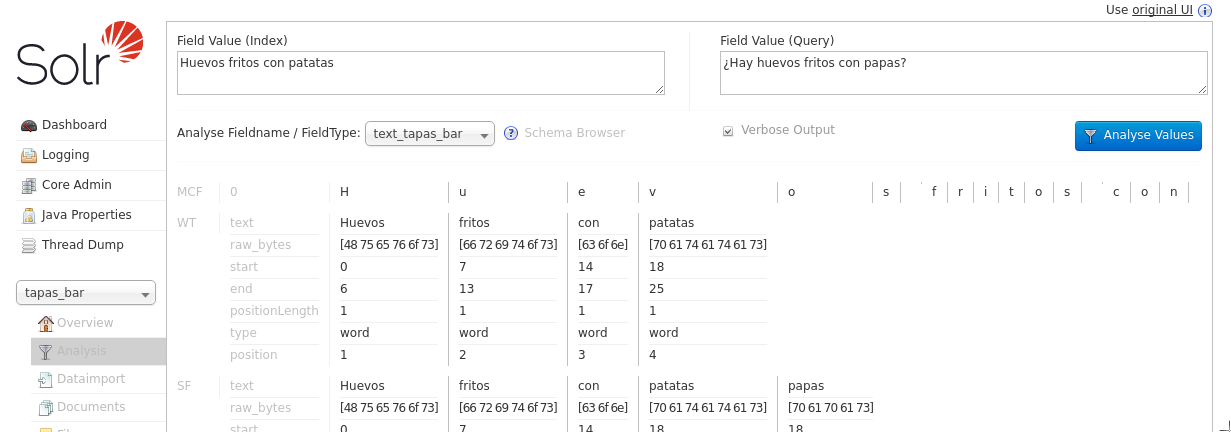 Use original UI
Solr
Field Value (Index)
Huevos fritos con patatas
Field Value (Query)
¿Hay huevos fritos con papas?
Analyse Fieldname / FieldType: text_tapas_bar ? Schema Browser
Verbose Output
Analyse Values
Dashboard
Logging
Core Admin
Java Properties
Thread Dump
tapas_bar
Overview
Analysis
Dataimport
Documents
MCF 0 H u e v o s f r i t o s c o n
WT text Huevos fritos con patatas
raw_bytes [48 75 65 76 6f 73] [66 72 69 74 6f 73] [63 6f 6e] [70 61 74 61 74 61 73]
start 0 7 14 18
end 6 13 17 25
positionLength 1 1 1 1
type word word word word
position 1 2 3 4
SF text Huevos fritos con patatas papas
raw_bytes [48 75 65 76 6f 73] [66 72 69 74 6f 73] [63 6f 6e] [70 61 74 61 74 61 73] [70 61 70 61 73]
start 0 7 14 18 18